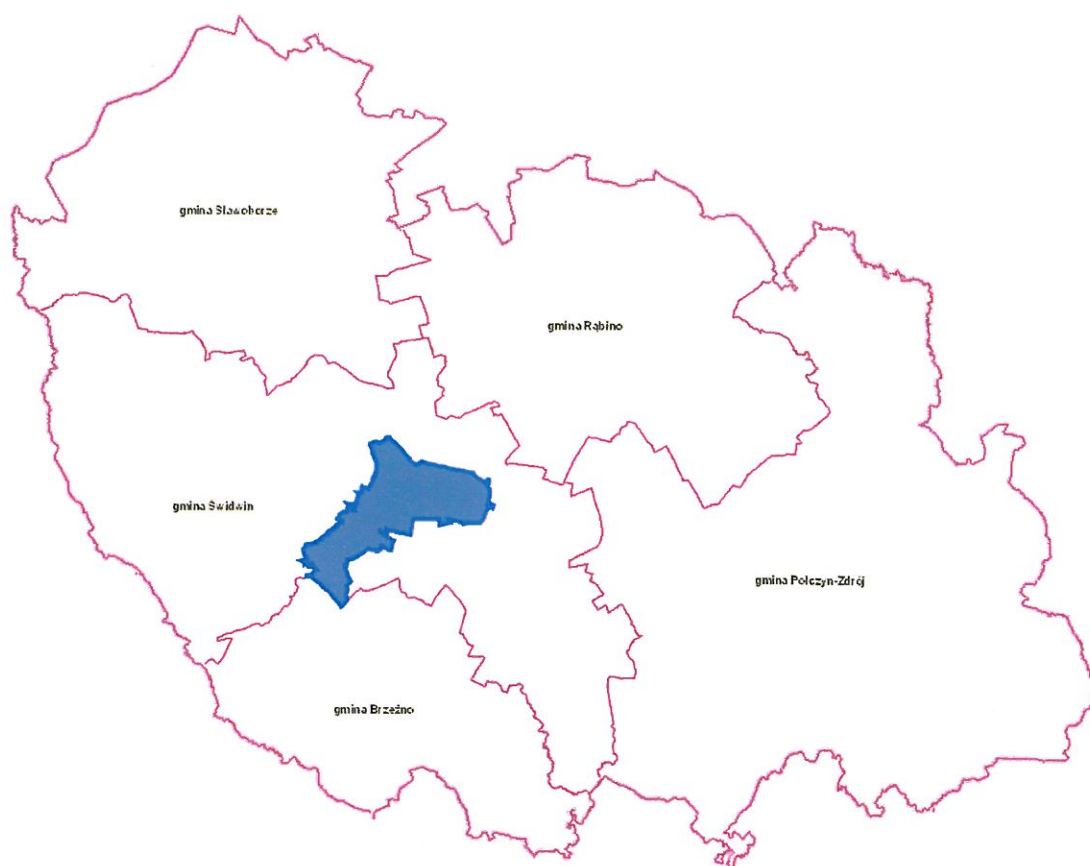 gmina Sławoborze
gmina Rąbino
gmina Świdwin
gmina Połczyn-Zdrój
gmina Brzeżno